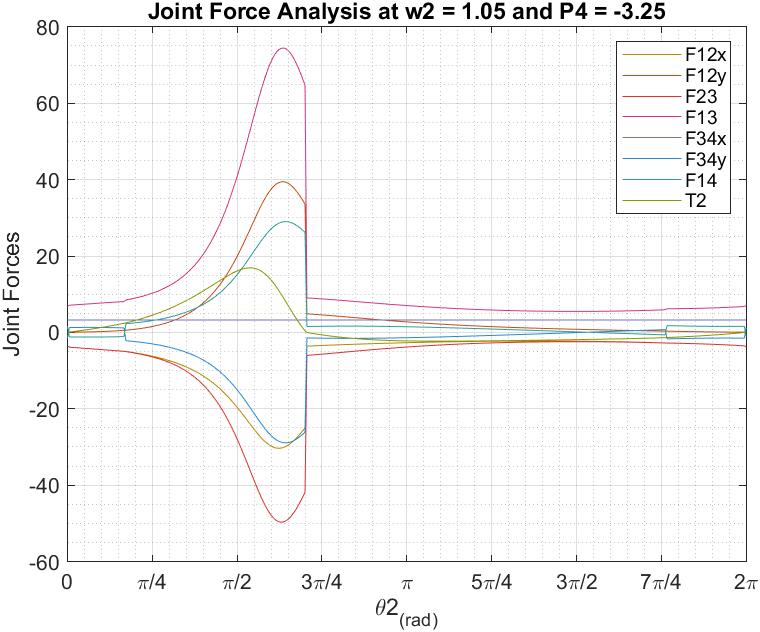 Joint Force Analysis at w2 = 1.05 and P4 = -3.25
80
60
40
20
0
-20
-40
-60
Joint Forces
F12x
F12y
F23
F13
F34x
F34y
F14
T2
0 π/4 π/2 3π/4 π 5π/4 3π/2 7π/4 2π
θ2(rad)